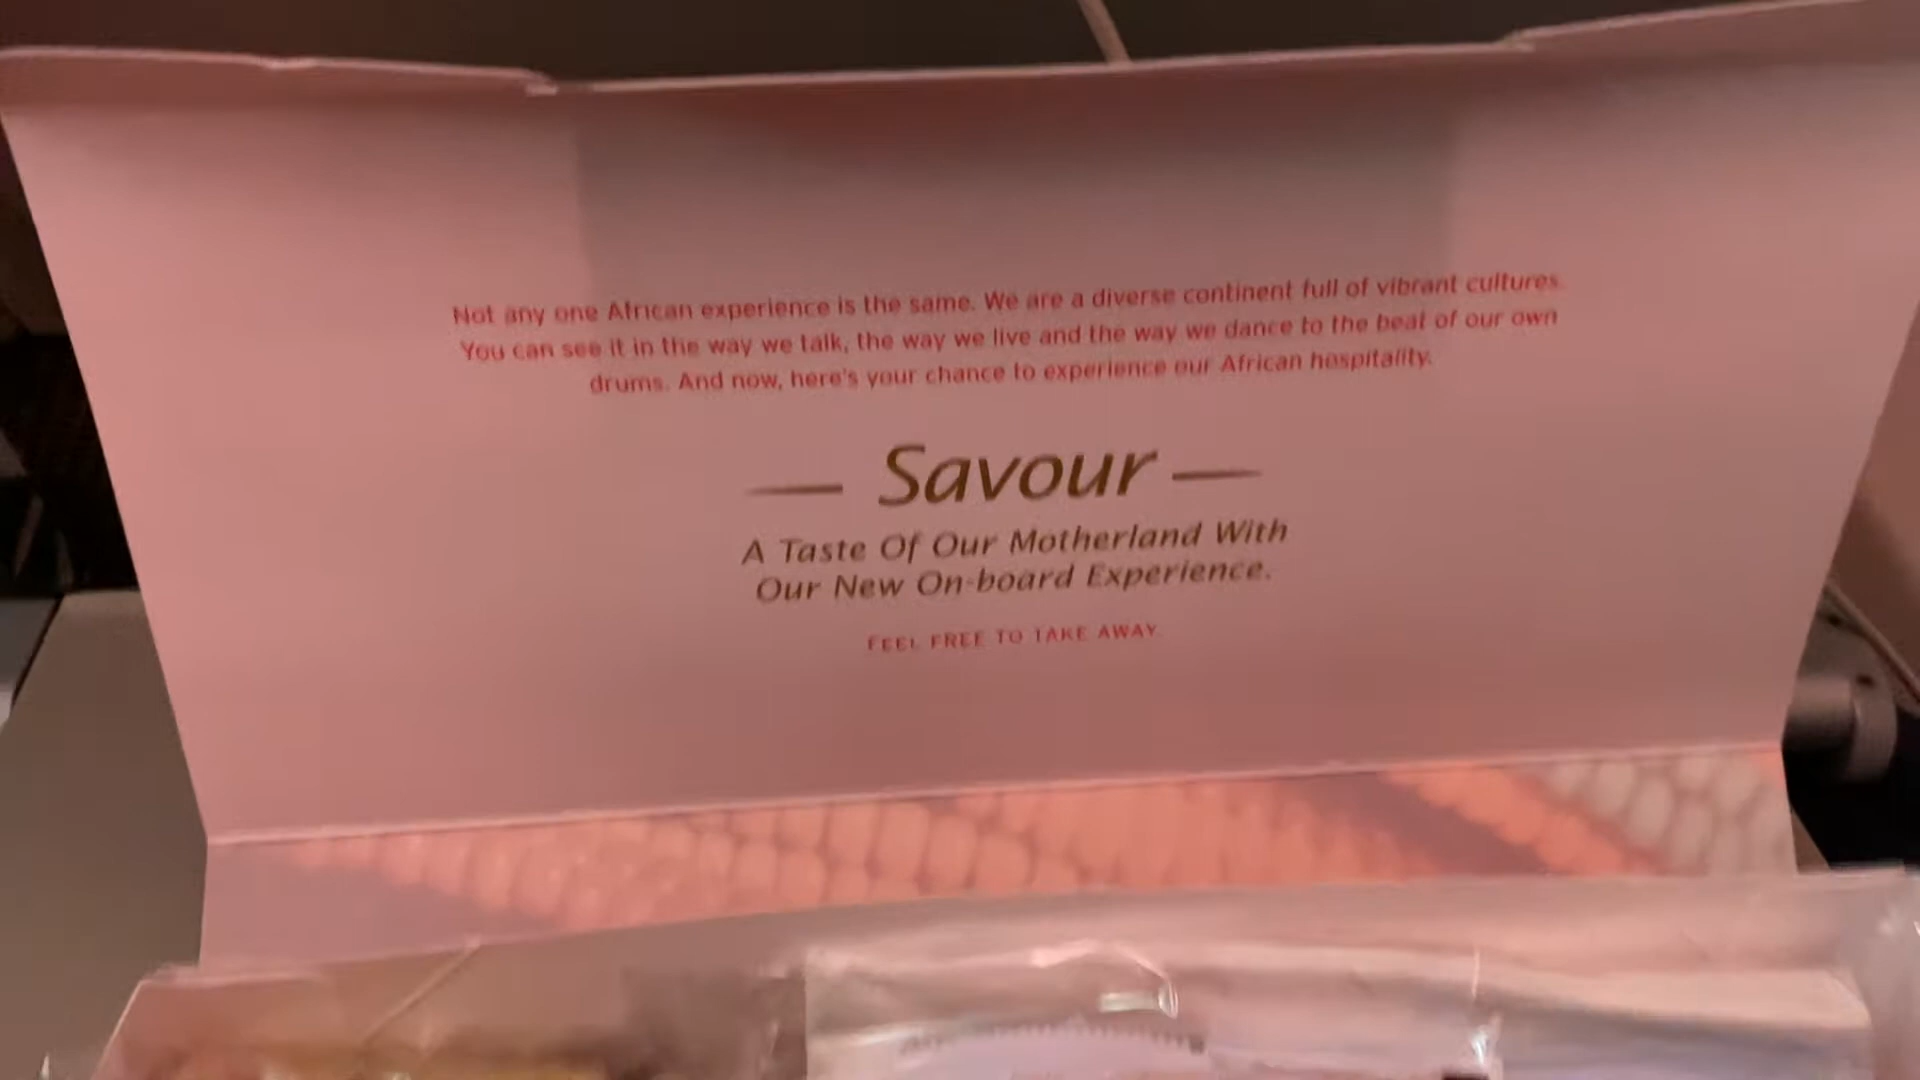 Not any one African experience is the same. We are a diverse continent full of vibrant cultures.
You can see it in the way we talk, the way we live and the way we dance to the beat of our own
drums. And now, here's your chance to experience our African hospitality.
Savour
A Taste Of Our Motherland With
Our New On-board Experience.
FEEL FREE TO TAKE AWAY.